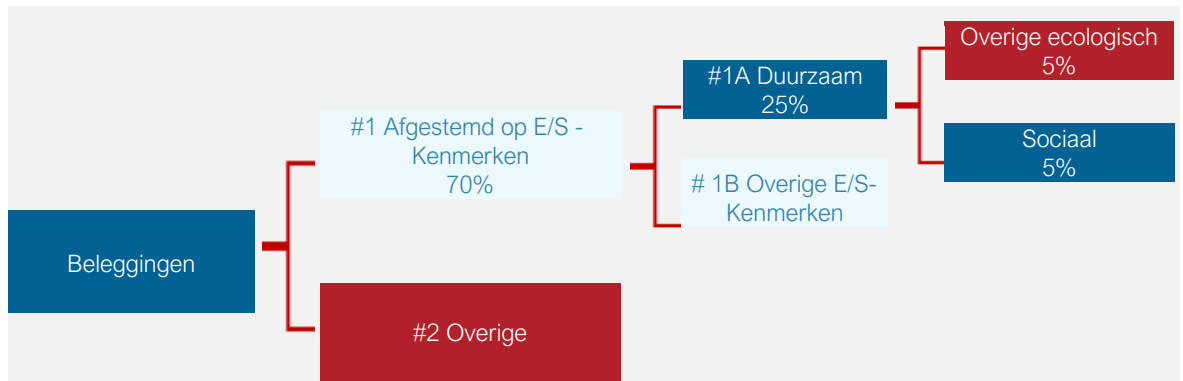 Beleggingen
#1 Afgestemd op E/S -
Kenmerken
70%
#2 Overige
#1A Duurzaam
25%
# 1B Overige E/S-
Kenmerken
Overige ecologisch
5%
Sociaal
5%